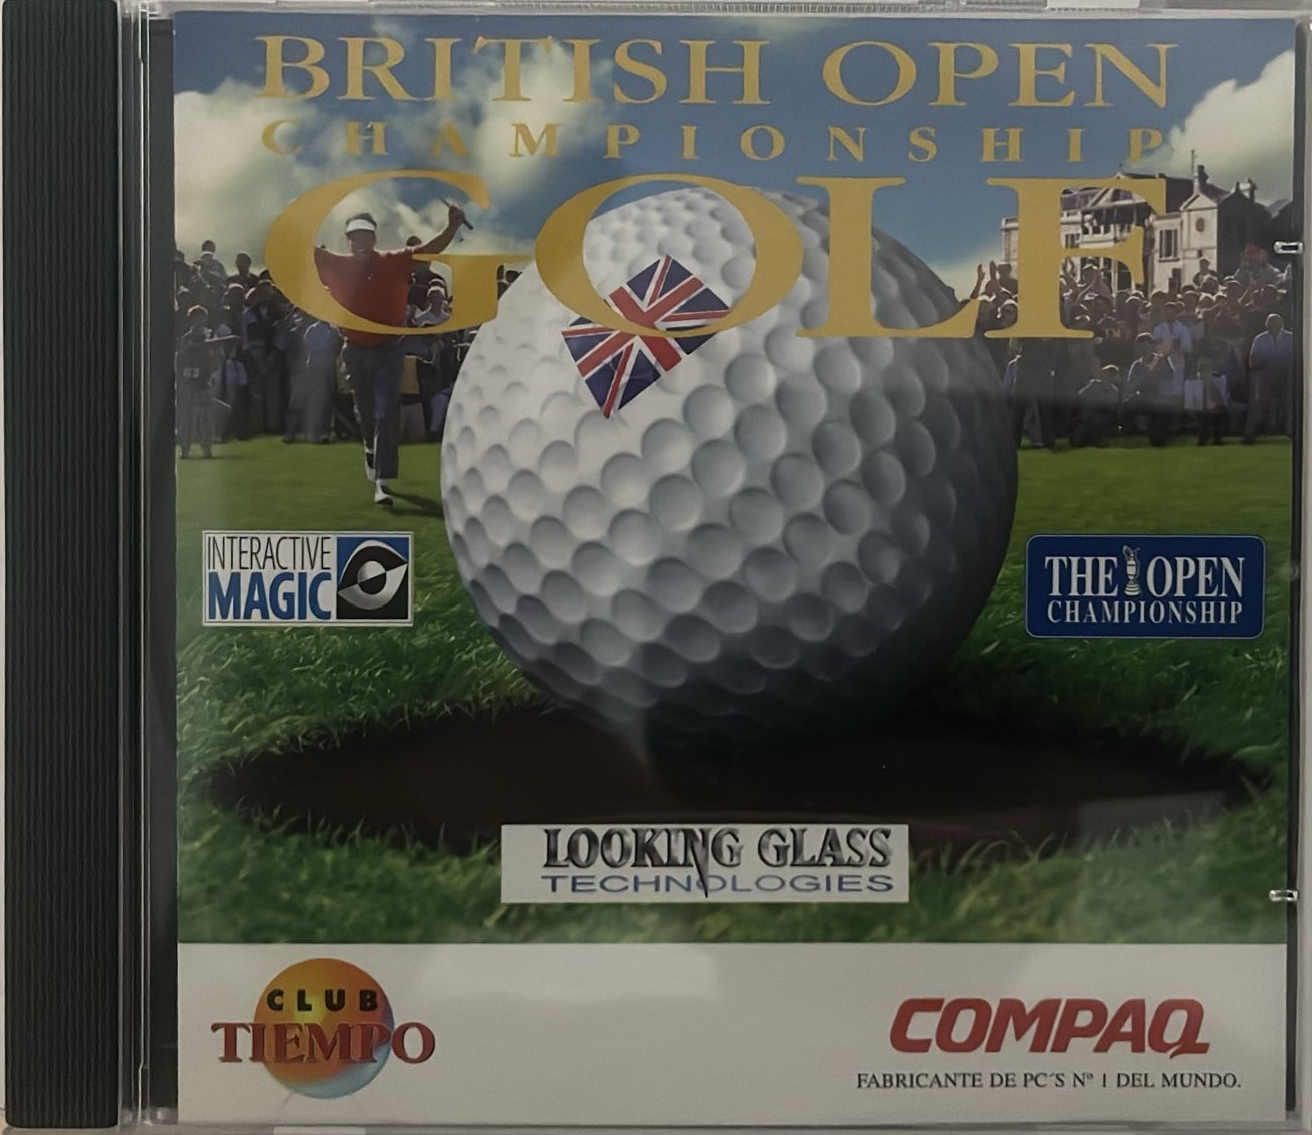 BRITISH OPEN
CHAMPIONSHIP
GOLF
INTERACTIVE
MAGIC
THE OPEN
CHAMPIONSHIP
LOOKING GLASS
TECHNOLOGIES
CLUB
TIEMPO
COMPAQ
FABRICANTE DE PC´S Nº 1 DEL MUNDO.